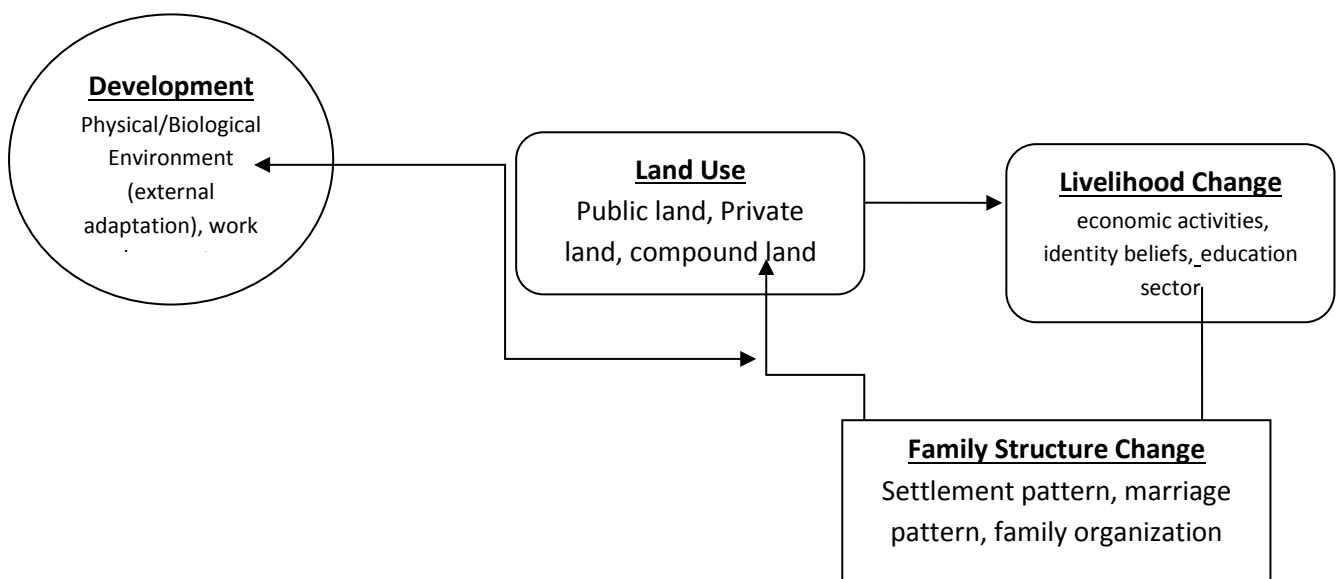 Development
Physical/Biological
Environment
(external
adaptation), work
Land Use
Public land, Private
land, compound land
Livelihood Change
economic activities,
identity beliefs, education
sector
Family Structure Change
Settlement pattern, marriage
pattern, family organization